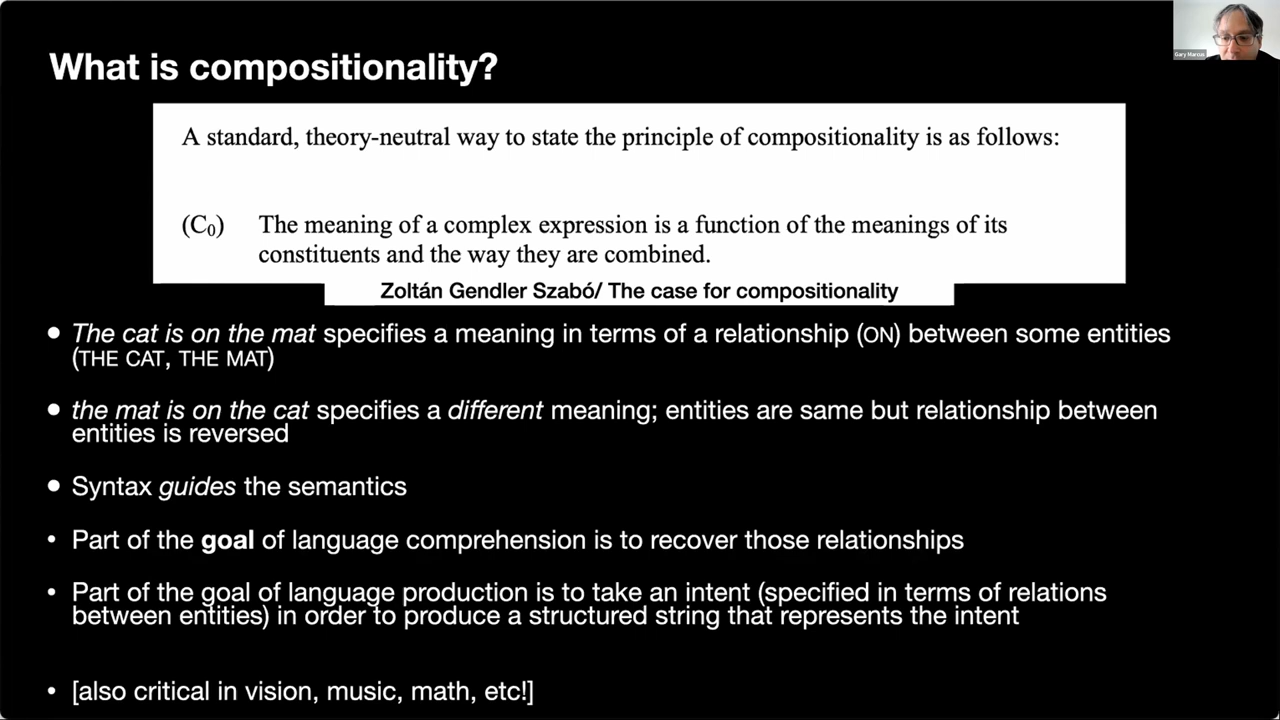 Gary Marcus
What is compositionality?
A standard, theory-neutral way to state the principle of compositionality is as follows:
(C₀) The meaning of a complex expression is a function of the meanings of its
constituents and the way they are combined.
Zoltán Gendler Szabó/ The case for compositionality
• The cat is on the mat specifies a meaning in terms of a relationship (ON) between some entities
(THE CAT, THE MAT)
• the mat is on the cat specifies a different meaning; entities are same but relationship between
entities is reversed
• Syntax guides the semantics
• Part of the goal of language comprehension is to recover those relationships
• Part of the goal of language production is to take an intent (specified in terms of relations
between entities) in order to produce a structured string that represents the intent
• [also critical in vision, music, math, etc!]